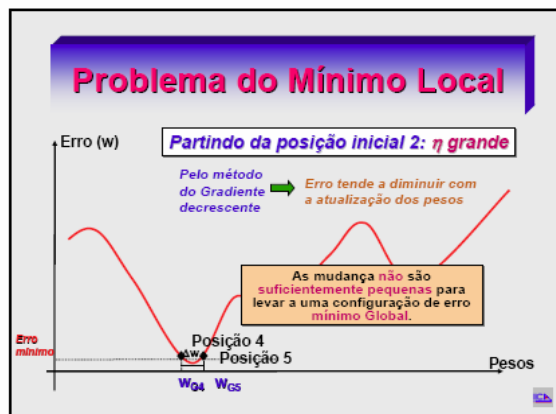 Problema do Mínimo Local
Erro (w)
Partindo da posição inicial 2: η grande
Pelo método
do Gradiente
decrescente
Erro tende a diminuir com
a atualização dos pesos
As mudança não são
suficientemente pequenas para
levar a uma configuração de erro
mínimo Global.
Erro
mínimo
Posição 4
Δw
Posição 5
Pesos
WG4 WG5